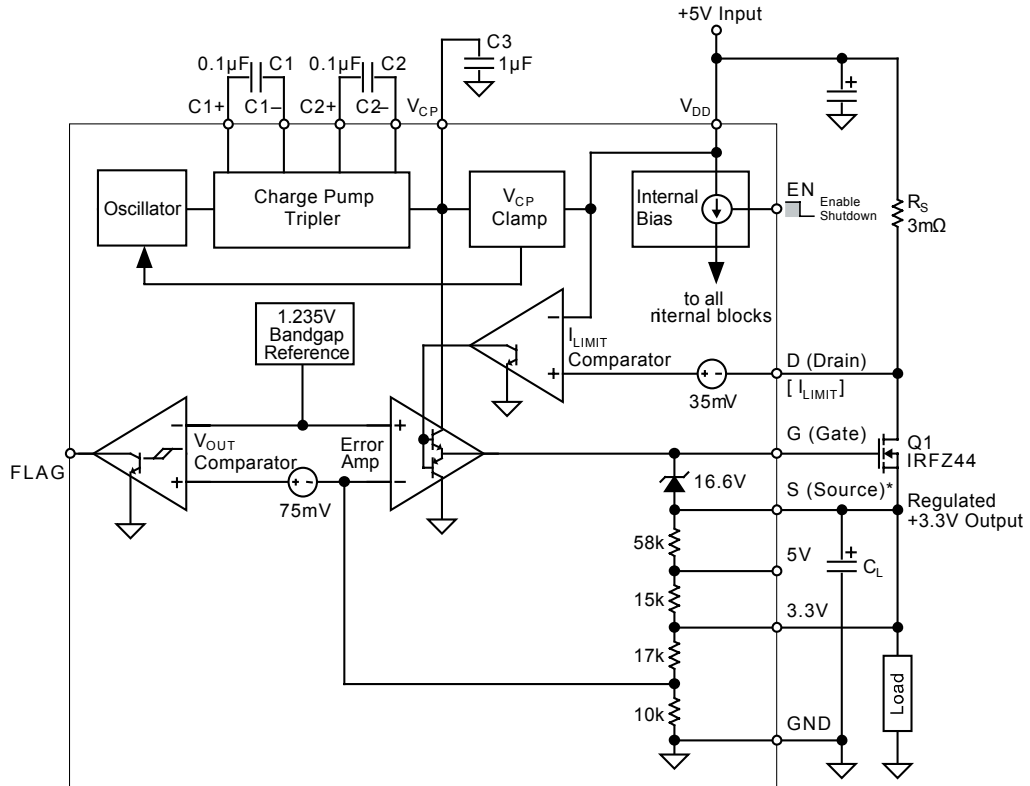 +5V Input
C3
1µF
0.1µF C1 0.1µF C2
C1+ C1– C2+ C2– VCP
VDD
Oscillator
Charge Pump
Tripler
VCP
Clamp
Internal
Bias
EN
Enable
Shutdown
RS
3mΩ
to all
nternal blocks
1.235V
Bandgap
Reference
ILIMIT
Comparator
35mV
D (Drain)
[ ILIMIT]
G (Gate)
Q1
IRFZ44
FLAG
VOUT
Comparator
75mV
Error
Amp
16.6V
S (Source)*
Regulated
+3.3V Output
58k
5V
CL
15k
3.3V
17k
10k
GND
Load